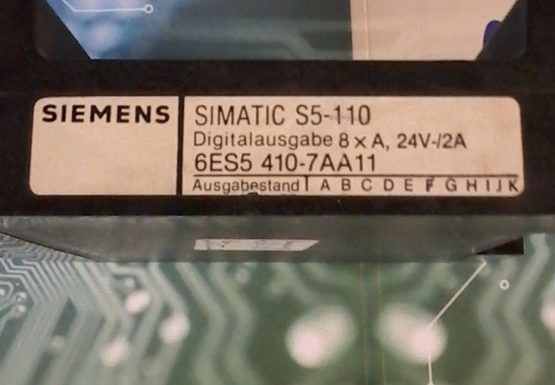 SIEMENS
SIMATIC S5-110
Digitalausgabe 8 x A, 24V-/2A
6ES5 410-7AA11
Ausgabestand A B C D E F G H I J K